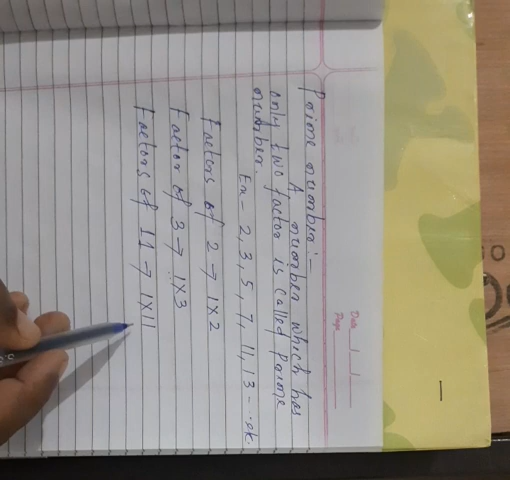 Date
Page
Prime number :-
A number which has
only two factor is called prime
number.
Ex- 2, 3, 5, 7, 11, 13 - - etc.
Factors of 2 → 1x2
Factor of 3 → 1x3
Factors of 11 → 1x11